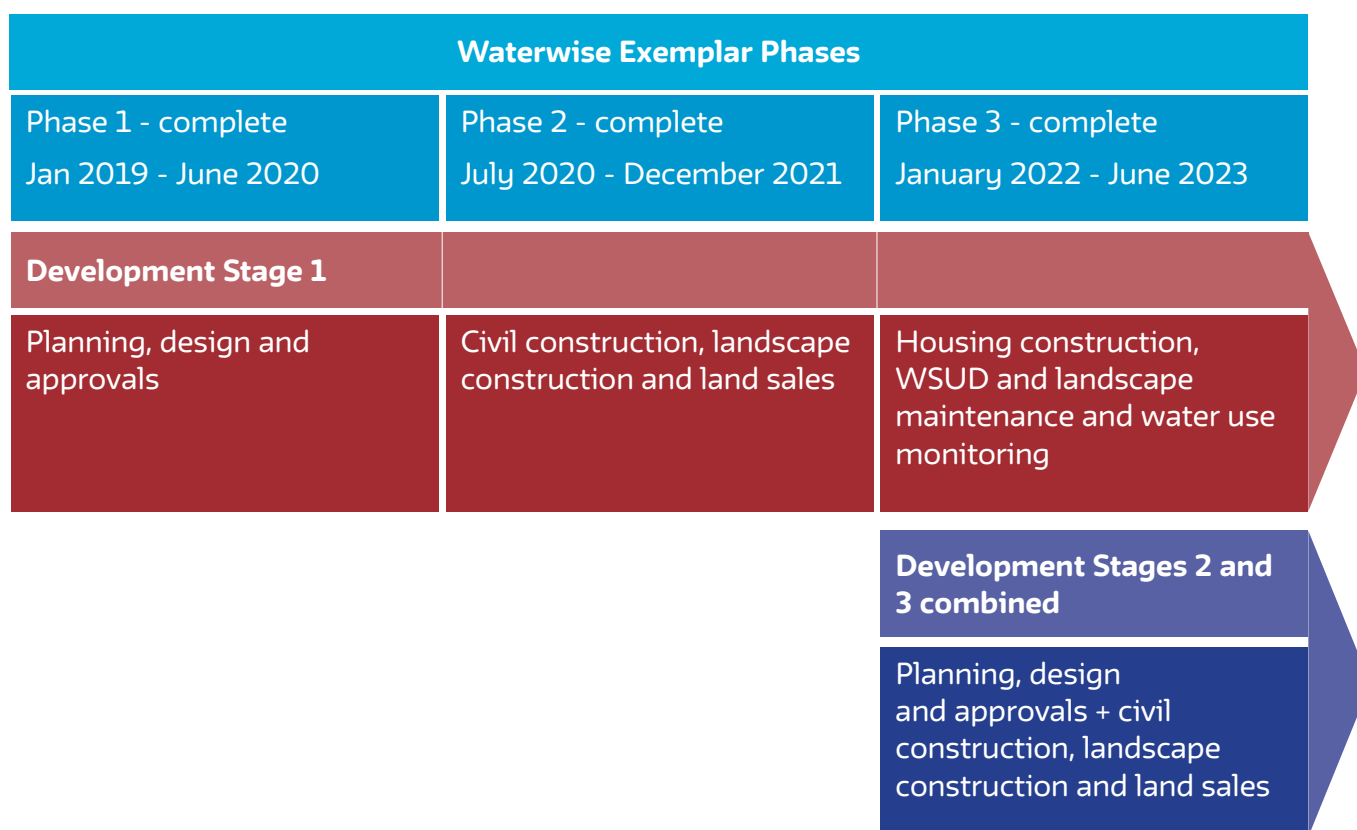 Waterwise Exemplar Phases
Phase 1 - complete
Jan 2019 - June 2020
Phase 2 - complete
July 2020 - December 2021
Phase 3 - complete
January 2022 - June 2023
Development Stage 1
Planning, design and
approvals
Civil construction, landscape
construction and land sales
Housing construction,
WSUD and landscape
maintenance and water use
monitoring
Development Stages 2 and
3 combined
Planning, design
and approvals + civil
construction, landscape
construction and land sales